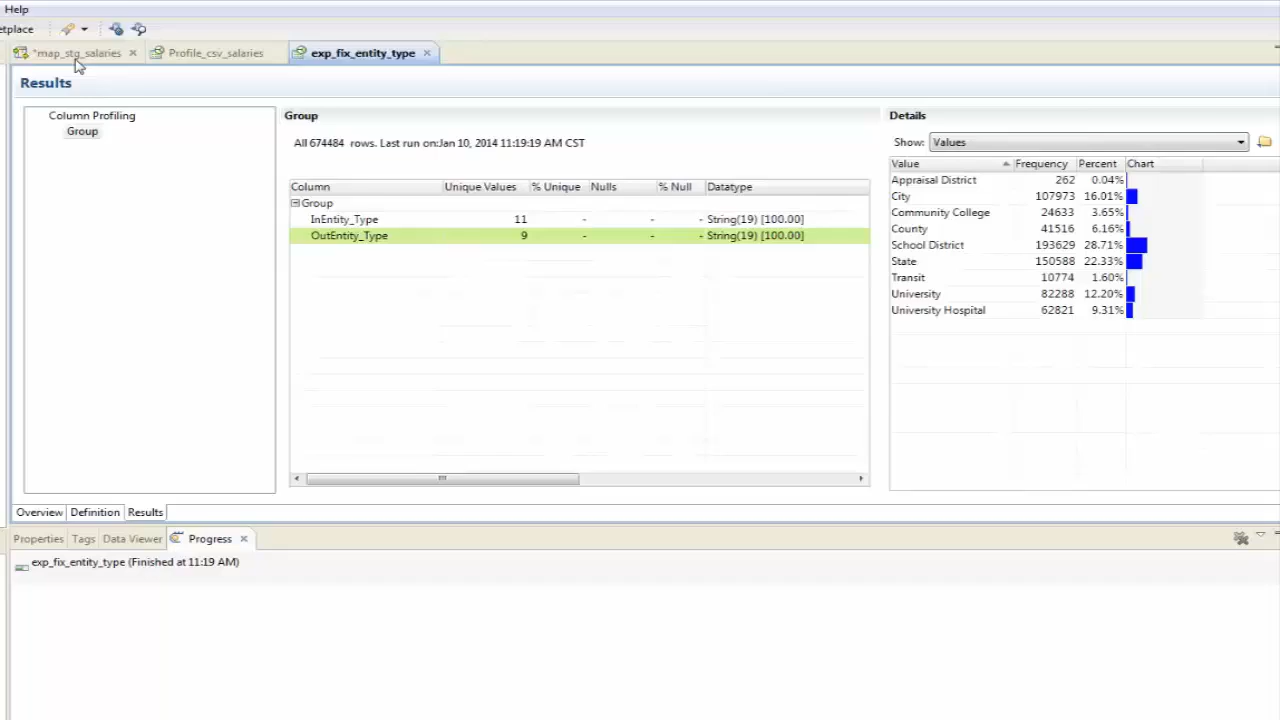 Help
etplace
*map_stg_salaries
Profile_csv_salaries
exp_fix_entity_type
Results
Column Profiling
Group
Group
All 674484 rows. Last run on:Jan 10, 2014 11:19:19 AM CST
Column Unique Values % Unique Nulls % Null Datatype
Group
InEntity_Type 11 - - - String(19) [100.00]
OutEntity_Type 9 - - - String(19) [100.00]
Details
Show: Values
Value Frequency Percent Chart
Appraisal District 262 0.04%
City 107973 16.01%
Community College 24633 3.65%
County 41516 6.16%
School District 193629 28.71%
State 150588 22.33%
Transit 10774 1.60%
University 82288 12.20%
University Hospital 62821 9.31%
Overview Definition Results
Properties Tags Data Viewer Progress
exp_fix_entity_type (Finished at 11:19 AM)